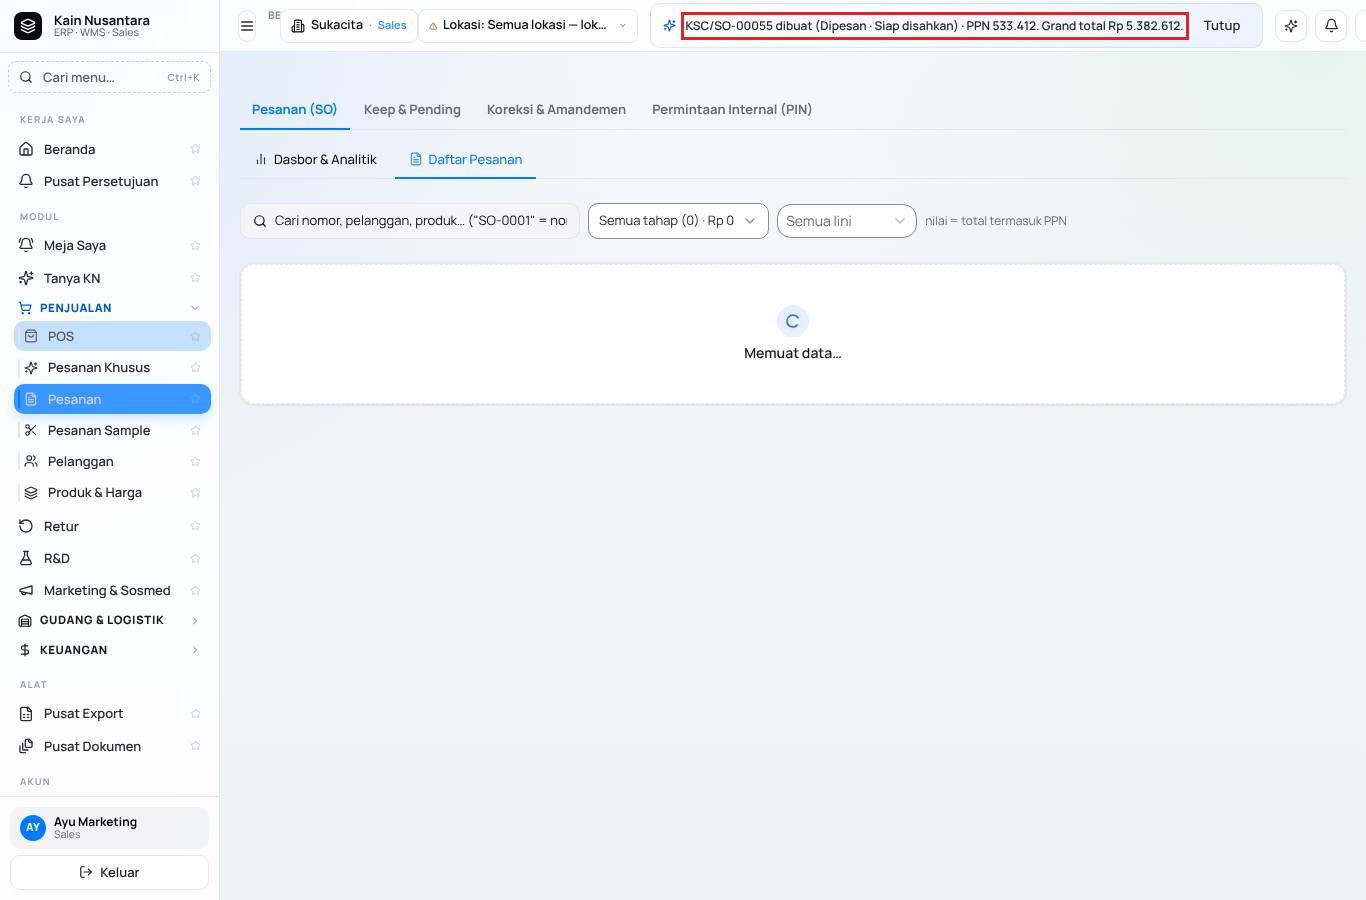 Kain Nusantara
ERP · WMS · Sales
Cari menu... Ctrl+K
KERJA SAYA
Beranda
Pusat Persetujuan
MODUL
Meja Saya
Tanya KN
PENJUALAN
POS
Pesanan Khusus
Pesanan
Pesanan Sample
Pelanggan
Produk & Harga
Retur
R&D
Marketing & Sosmed
GUDANG & LOGISTIK
KEUANGAN
ALAT
Pusat Export
Pusat Dokumen
AKUN
AY Ayu Marketing
Sales
Keluar
BE
Sukacita · Sales
Lokasi: Semua lokasi — lok...
KSC/SO-00055 dibuat (Dipesan · Siap disahkan) · PPN 533.412. Grand total Rp 5.382.612.
Tutup
Pesanan (SO) Keep & Pending Koreksi & Amandemen Permintaan Internal (PIN)
Dasbor & Analitik Daftar Pesanan
Cari nomor, pelanggan, produk... ("SO-0001" = no
Semua tahap (0) · Rp 0
Semua lini
nilai = total termasuk PPN
Memuat data...